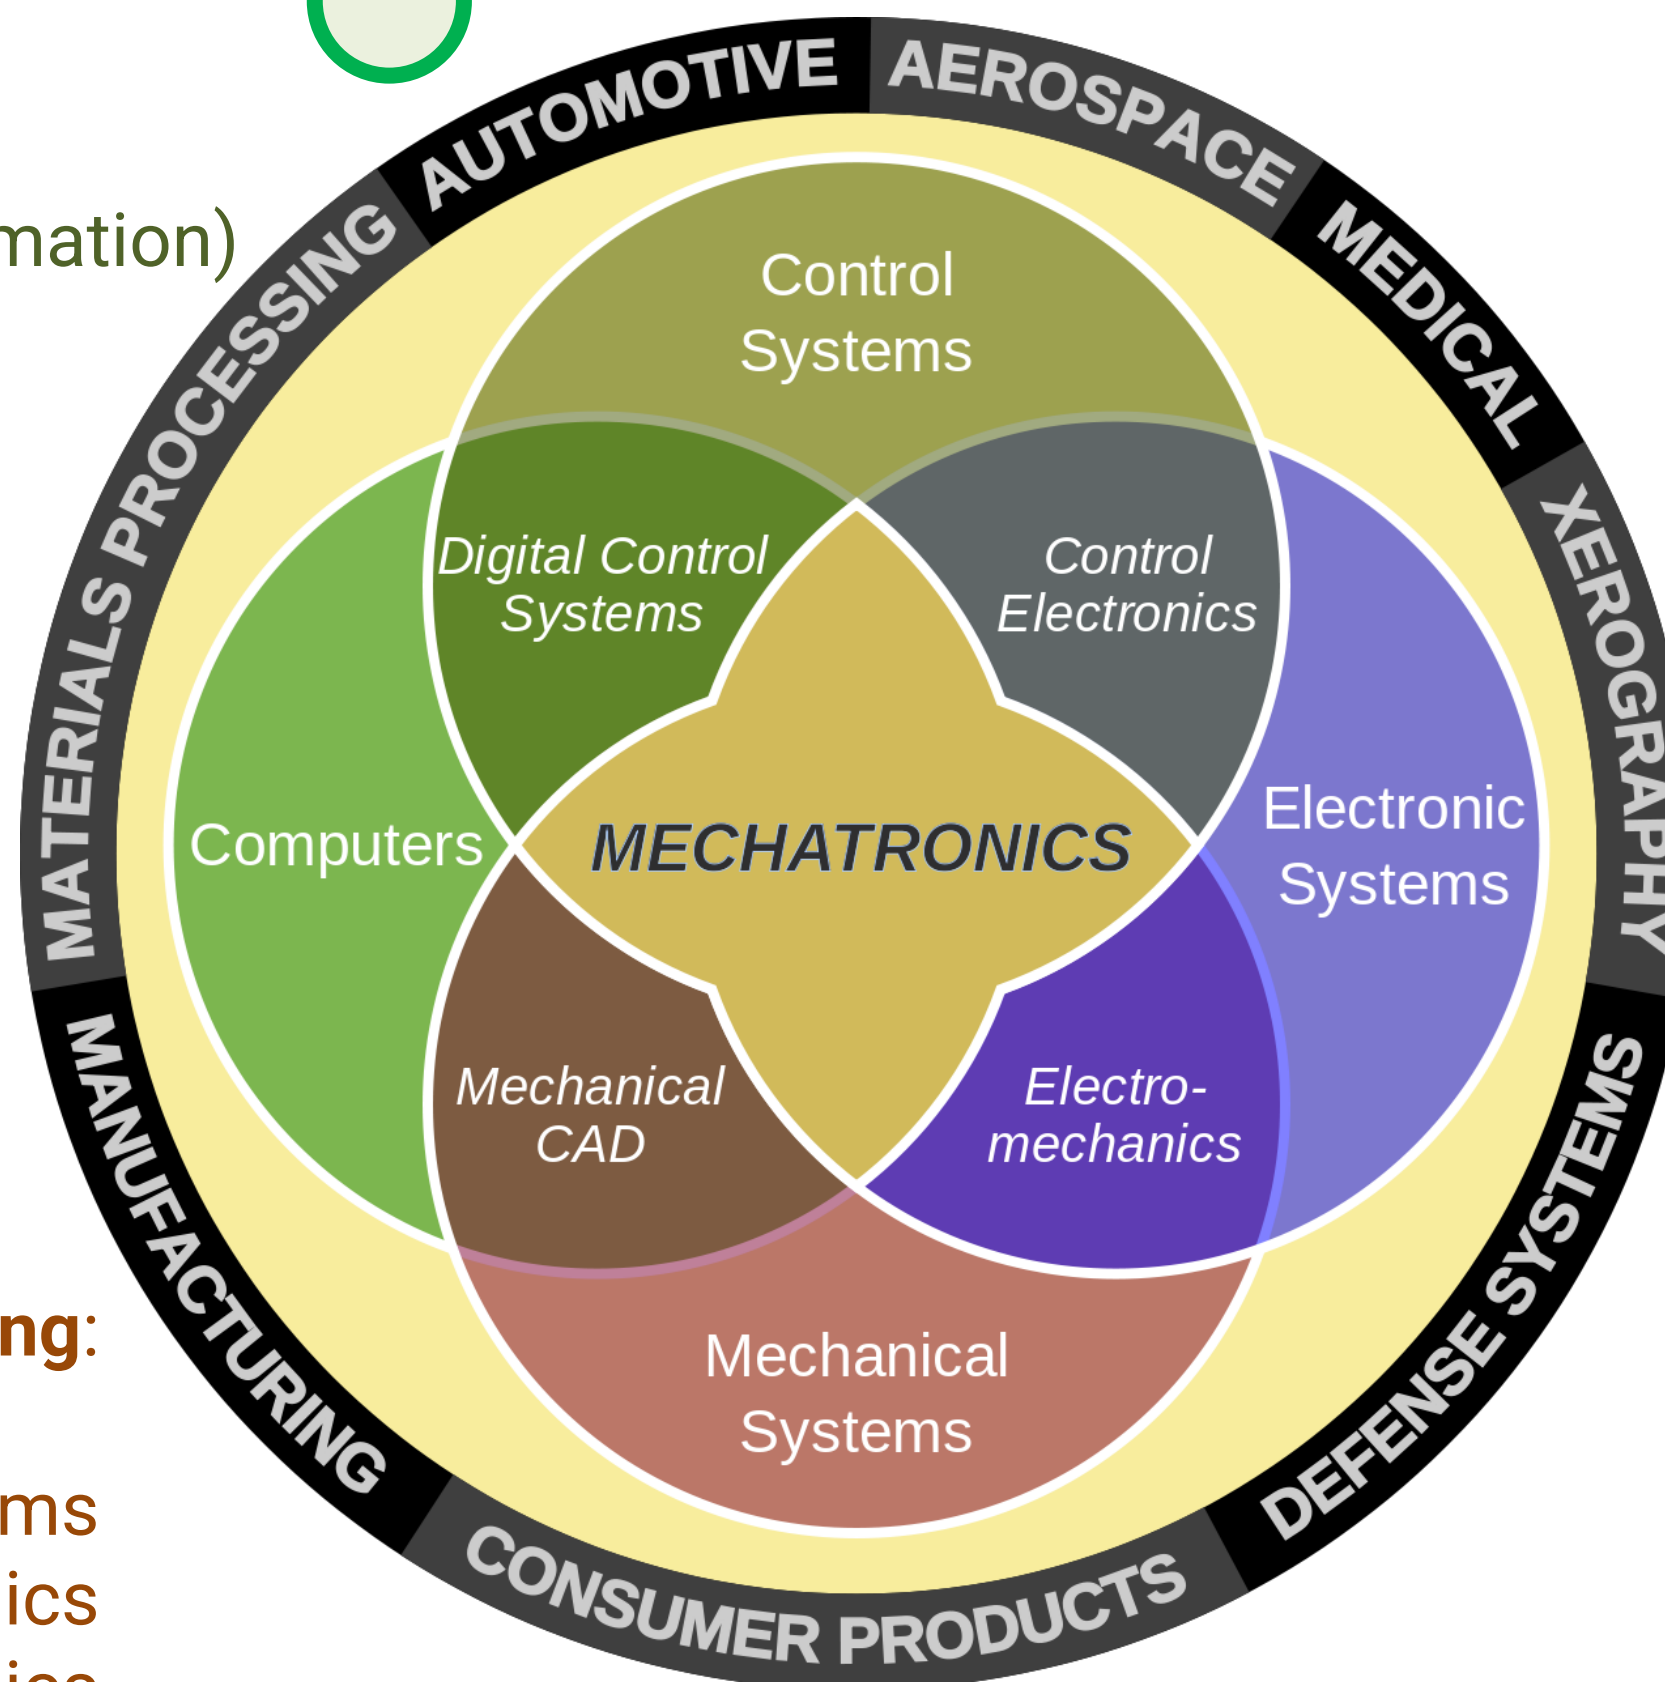 AUTOMOTIVE
AEROSPACE
MEDICAL
XEROGRAPHY
DEFENSE SYSTEMS
CONSUMER PRODUCTS
MANUFACTURING
MATERIALS PROCESSING
mation)
Control
Systems
Digital Control
Systems
Control
Electronics
Computers
MECHATRONICS
Electronic
Systems
Mechanical
CAD
Electro-
mechanics
Mechanical
Systems
ng:
ms
ics